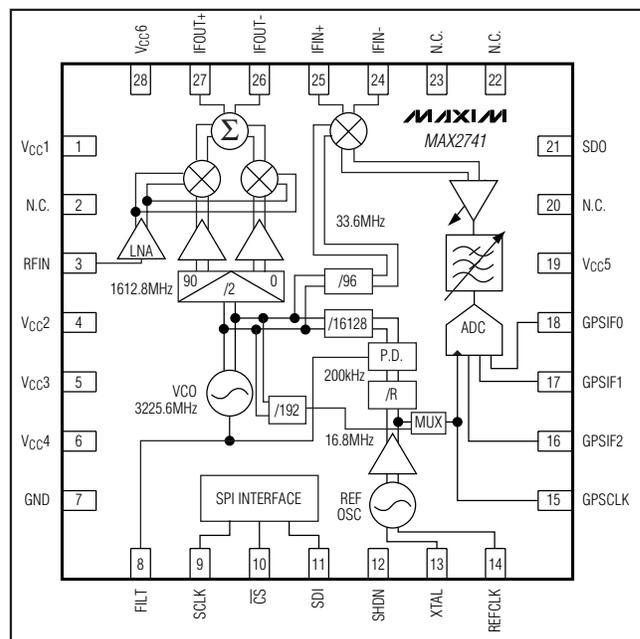 VCC6
IFOUT+
IFOUT-
IFIN+
IFIN-
N.C.
N.C.
28
27
26
25
24
23
22
MAXIM
MAX2741
VCC1
1
N.C.
2
RFIN
3
VCC2
4
VCC3
5
VCC4
6
GND
7
Σ
LNA
90
/2
0
1612.8MHz
33.6MHz
/96
/16128
P.D.
200kHz
/R
VCO
3225.6MHz
/192
16.8MHz
MUX
ADC
SPI INTERFACE
REF
OSC
21
SDO
20
N.C.
19
VCC5
18
GPSIF0
17
GPSIF1
16
GPSIF2
15
GPSCLK
8
9
10
11
12
13
14
FILT
SCLK
C̅S̅
SDI
SHDN
XTAL
REFCLK